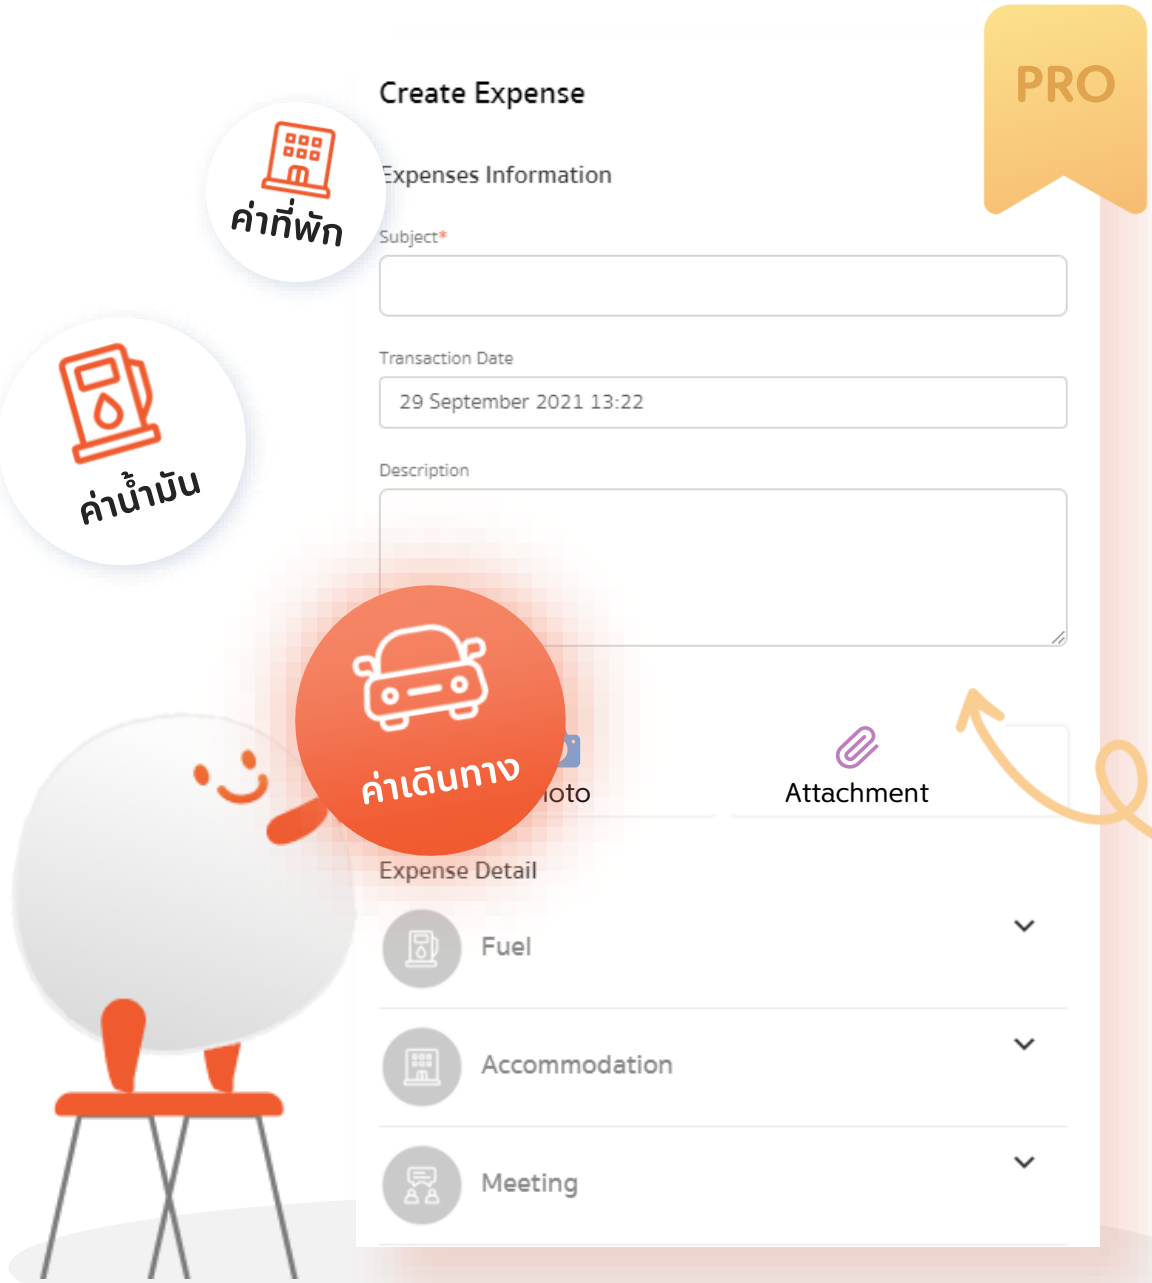 PRO
Create Expense
ค่าที่พัก
Expenses Information
Subject*
Transaction Date
29 September 2021 13:22
Description
ค่าน้ำมัน
ค่าเดินทาง
Attachment
Expense Detail
Fuel
Accommodation
Meeting